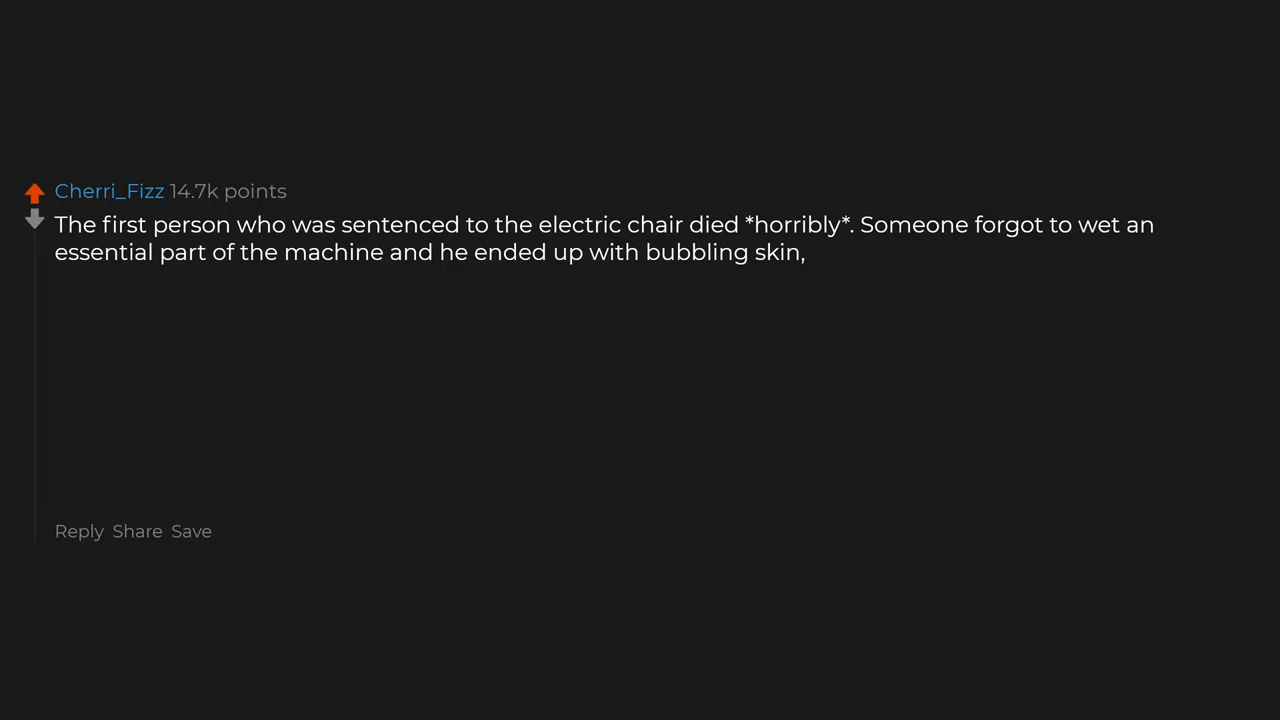 Cherri_Fizz 14.7k points
The first person who was sentenced to the electric chair died *horribly*. Someone forgot to wet an
essential part of the machine and he ended up with bubbling skin,
Reply Share Save